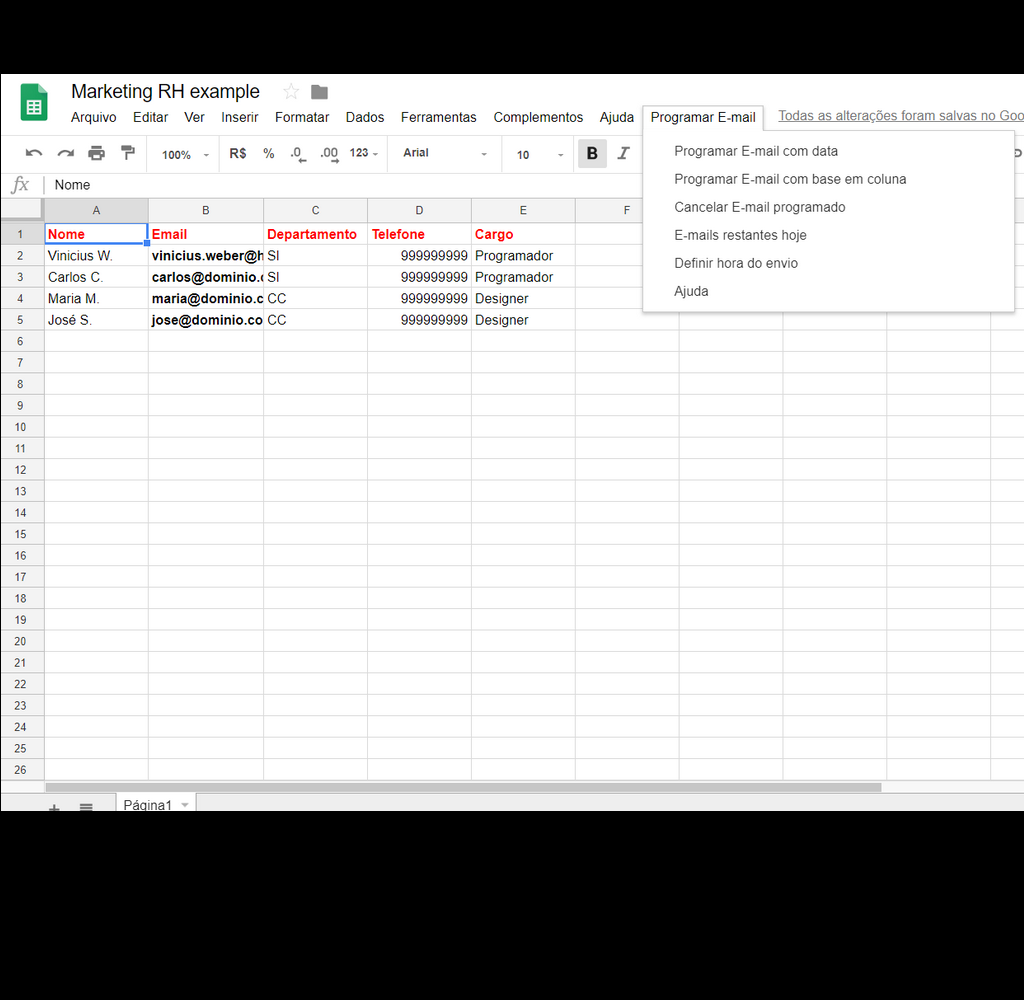 Marketing RH example
Arquivo Editar Ver Inserir Formatar Dados Ferramentas Complementos Ajuda Programar E-mail Todas as alterações foram salvas no Goo
100% R$ % .0 .00 123 Arial 10 B I
Programar E-mail com data
Programar E-mail com base em coluna
Cancelar E-mail programado
E-mails restantes hoje
Definir hora do envio
Ajuda
fx Nome
A B C D E F
1 Nome Email Departamento Telefone Cargo
2 Vinicius W. vinicius.weber@h SI 999999999 Programador
3 Carlos C. carlos@dominio. SI 999999999 Programador
4 Maria M. maria@dominio.c CC 999999999 Designer
5 José S. jose@dominio.co CC 999999999 Designer
6
7
8
9
10
11
12
13
14
15
16
17
18
19
20
21
22
23
24
25
26
Página1